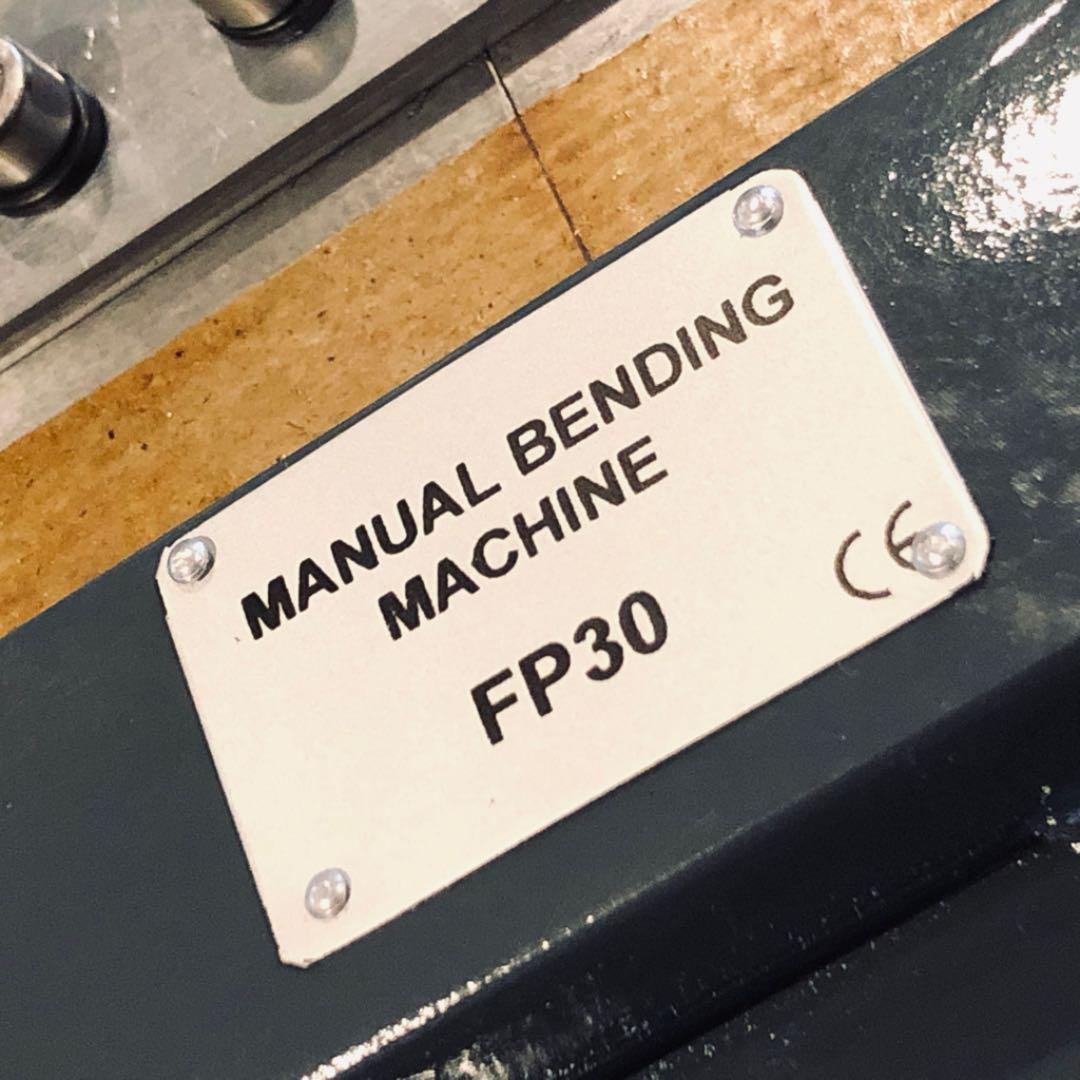 MANUAL BENDING
MACHINE
FP30
CE